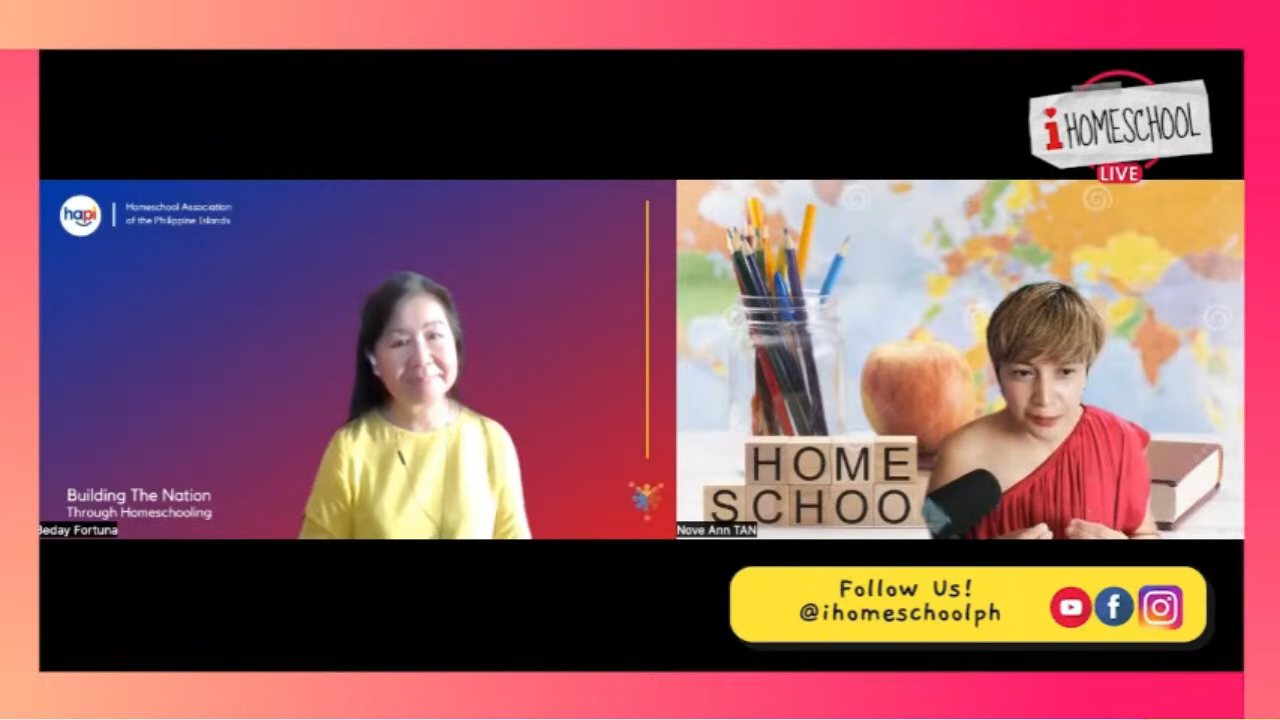 i HOMESCHOOL
LIVE
hapi
Homeschool Association
of the Philippine Islands
Building The Nation
Through Homeschooling
Beday Fortuna
HOME
SCHOO
Nove Ann TAN
Follow Us!
@ihomeschoolph